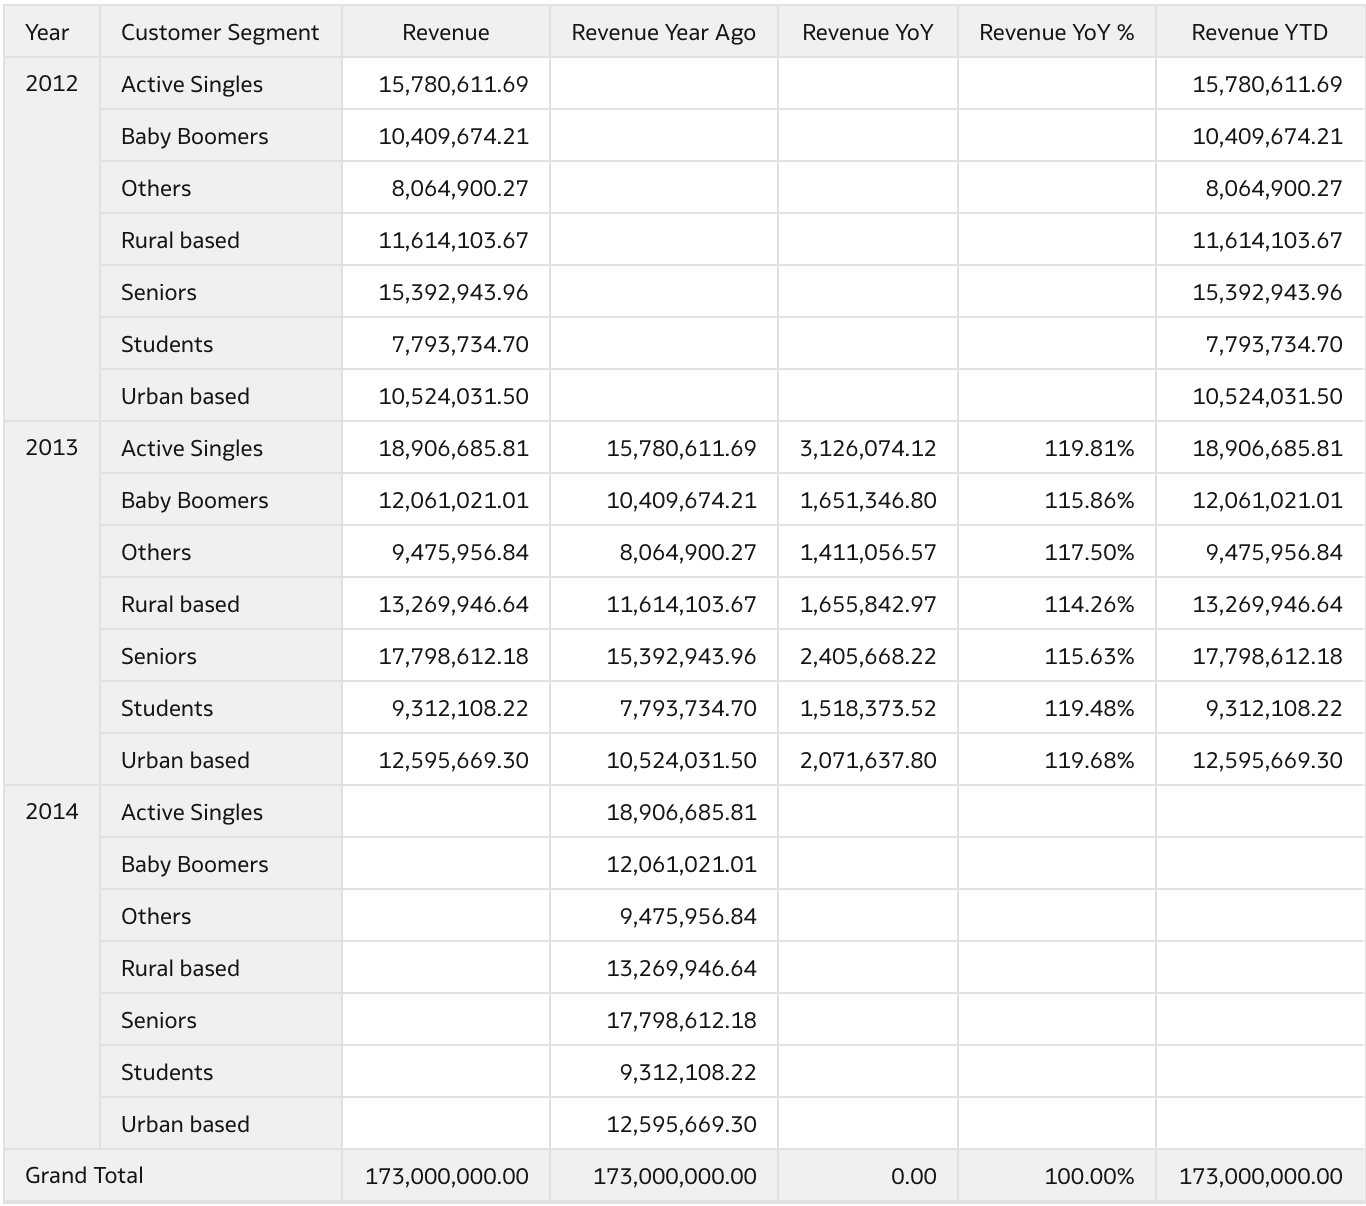 Year Customer Segment Revenue Revenue Year Ago Revenue YoY Revenue YoY % Revenue YTD
2012 Active Singles 15,780,611.69 15,780,611.69
Baby Boomers 10,409,674.21 10,409,674.21
Others 8,064,900.27 8,064,900.27
Rural based 11,614,103.67 11,614,103.67
Seniors 15,392,943.96 15,392,943.96
Students 7,793,734.70 7,793,734.70
Urban based 10,524,031.50 10,524,031.50
2013 Active Singles 18,906,685.81 15,780,611.69 3,126,074.12 119.81% 18,906,685.81
Baby Boomers 12,061,021.01 10,409,674.21 1,651,346.80 115.86% 12,061,021.01
Others 9,475,956.84 8,064,900.27 1,411,056.57 117.50% 9,475,956.84
Rural based 13,269,946.64 11,614,103.67 1,655,842.97 114.26% 13,269,946.64
Seniors 17,798,612.18 15,392,943.96 2,405,668.22 115.63% 17,798,612.18
Students 9,312,108.22 7,793,734.70 1,518,373.52 119.48% 9,312,108.22
Urban based 12,595,669.30 10,524,031.50 2,071,637.80 119.68% 12,595,669.30
2014 Active Singles 18,906,685.81
Baby Boomers 12,061,021.01
Others 9,475,956.84
Rural based 13,269,946.64
Seniors 17,798,612.18
Students 9,312,108.22
Urban based 12,595,669.30
Grand Total 173,000,000.00 173,000,000.00 0.00 100.00% 173,000,000.00